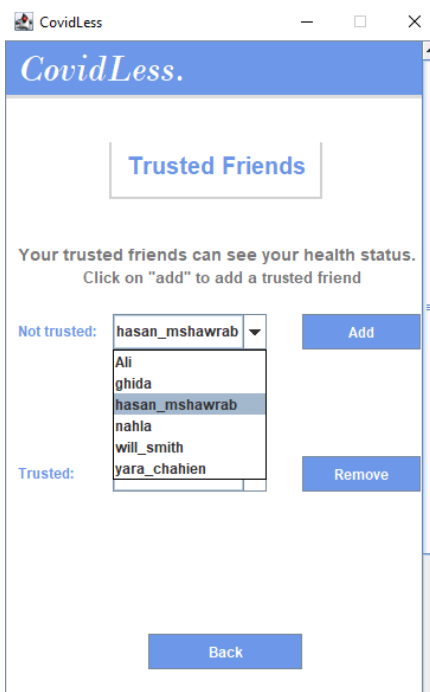 CovidLess
CovidLess.
Trusted Friends
Your trusted friends can see your health status.
Click on "add" to add a trusted friend
Not trusted: hasan_mshawrab Add
Ali
ghida
hasan_mshawrab
nahla
will_smith
yara_chahien
Trusted: Remove
Back